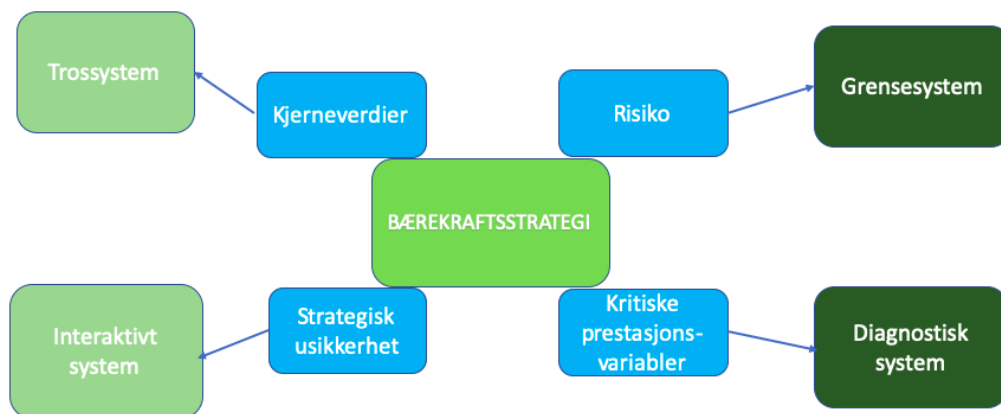 Trossystem
Kjerneverdier
Risiko
Grensesystem
BÆREKRAFTSSTRATEGI
Interaktivt
system
Strategisk
usikkerhet
Kritiske
prestasjons-
variabler
Diagnostisk
system